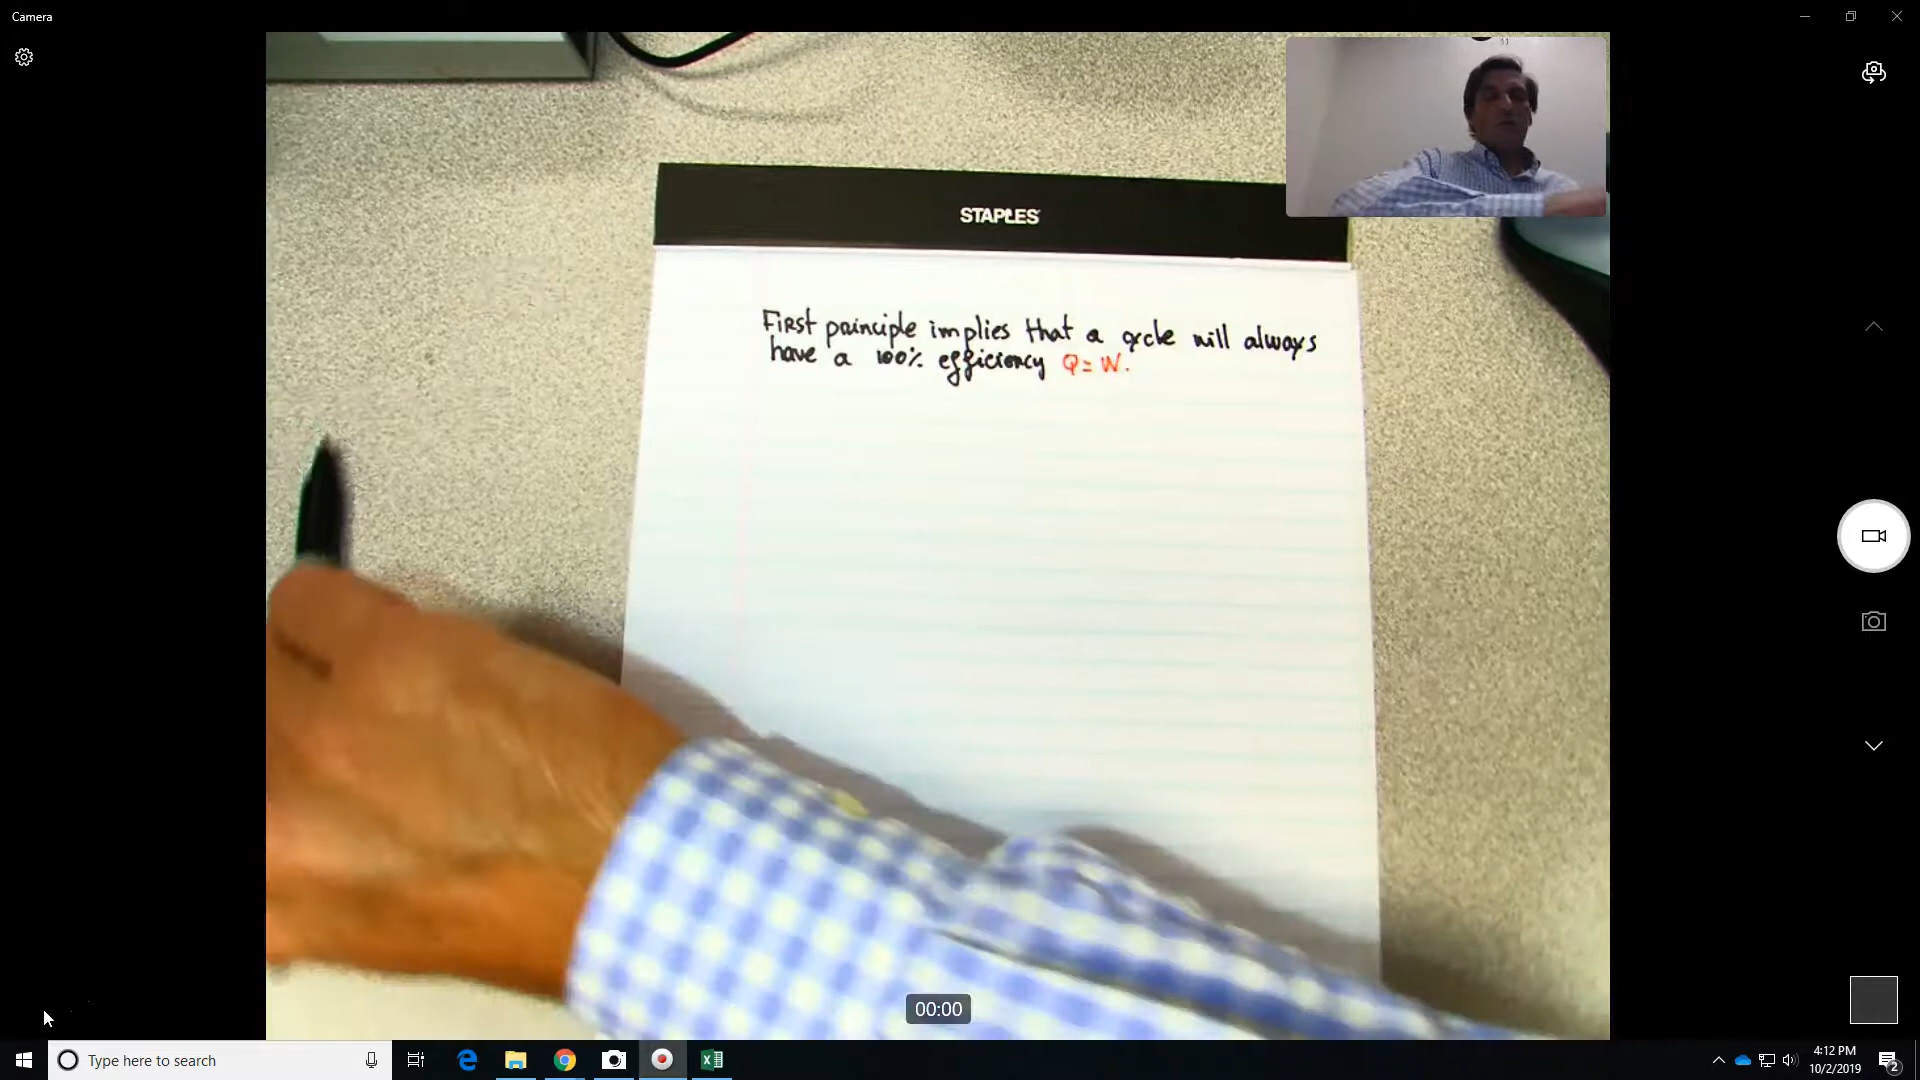 Camera
STAPLES
First principle implies that a cycle will always
have a 100% efficiency Q = W.
00:00
Type here to search
4:12 PM
10/2/2019
2